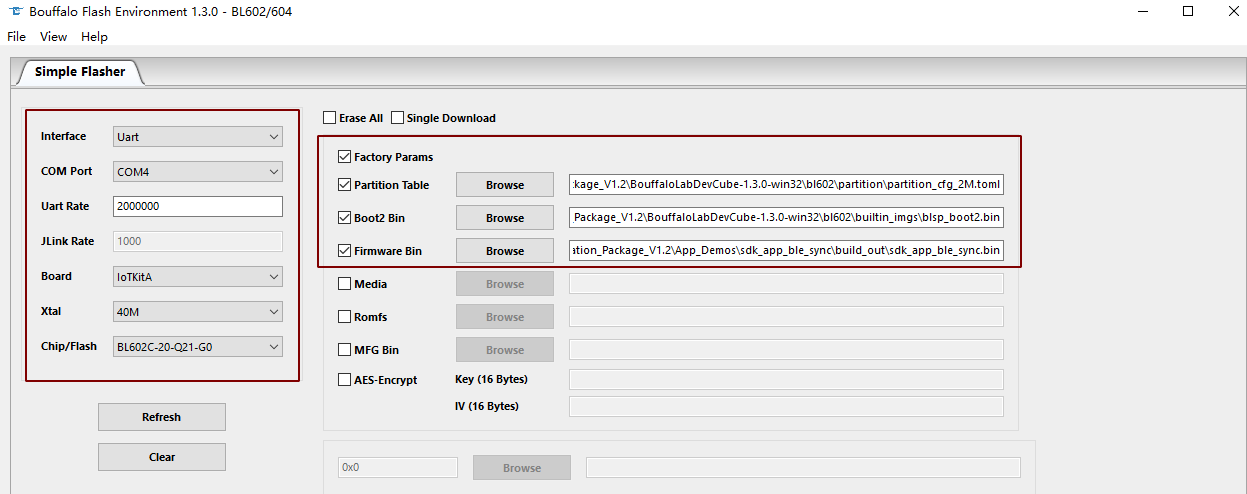 Bouffalo Flash Environment 1.3.0 - BL602/604
File View Help
Simple Flasher
Interface Uart
COM Port COM4
Uart Rate 2000000
JLink Rate 1000
Board IoTKitA
Xtal 40M
Chip/Flash BL602C-20-Q21-G0
Refresh
Clear
Erase All Single Download
Factory Params
Partition Table Browse :kage_V1.2\BouffaloLabDevCube-1.3.0-win32\bl602\partition\partition_cfg_2M.toml
Boot2 Bin Browse Package_V1.2\BouffaloLabDevCube-1.3.0-win32\bl602\builtin_imgs\blsp_boot2.bin
Firmware Bin Browse ation_Package_V1.2\App_Demos\sdk_app_ble_sync\build_out\sdk_app_ble_sync.bin
Media Browse
Romfs Browse
MFG Bin Browse
AES-Encrypt Key (16 Bytes)
IV (16 Bytes)
0x0 Browse